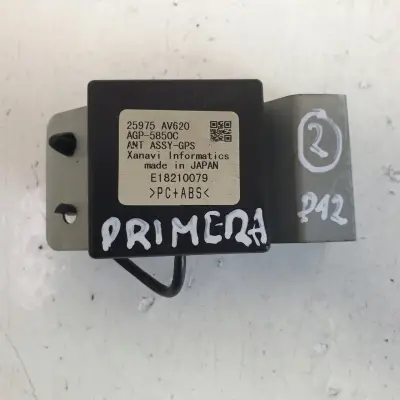 25975 AV620
AGP-5850C
ANT ASSY-GPS
Xanavi Informatics
made in JAPAN
E18210079
>PC+ABS<
PRIMERA
2
P12